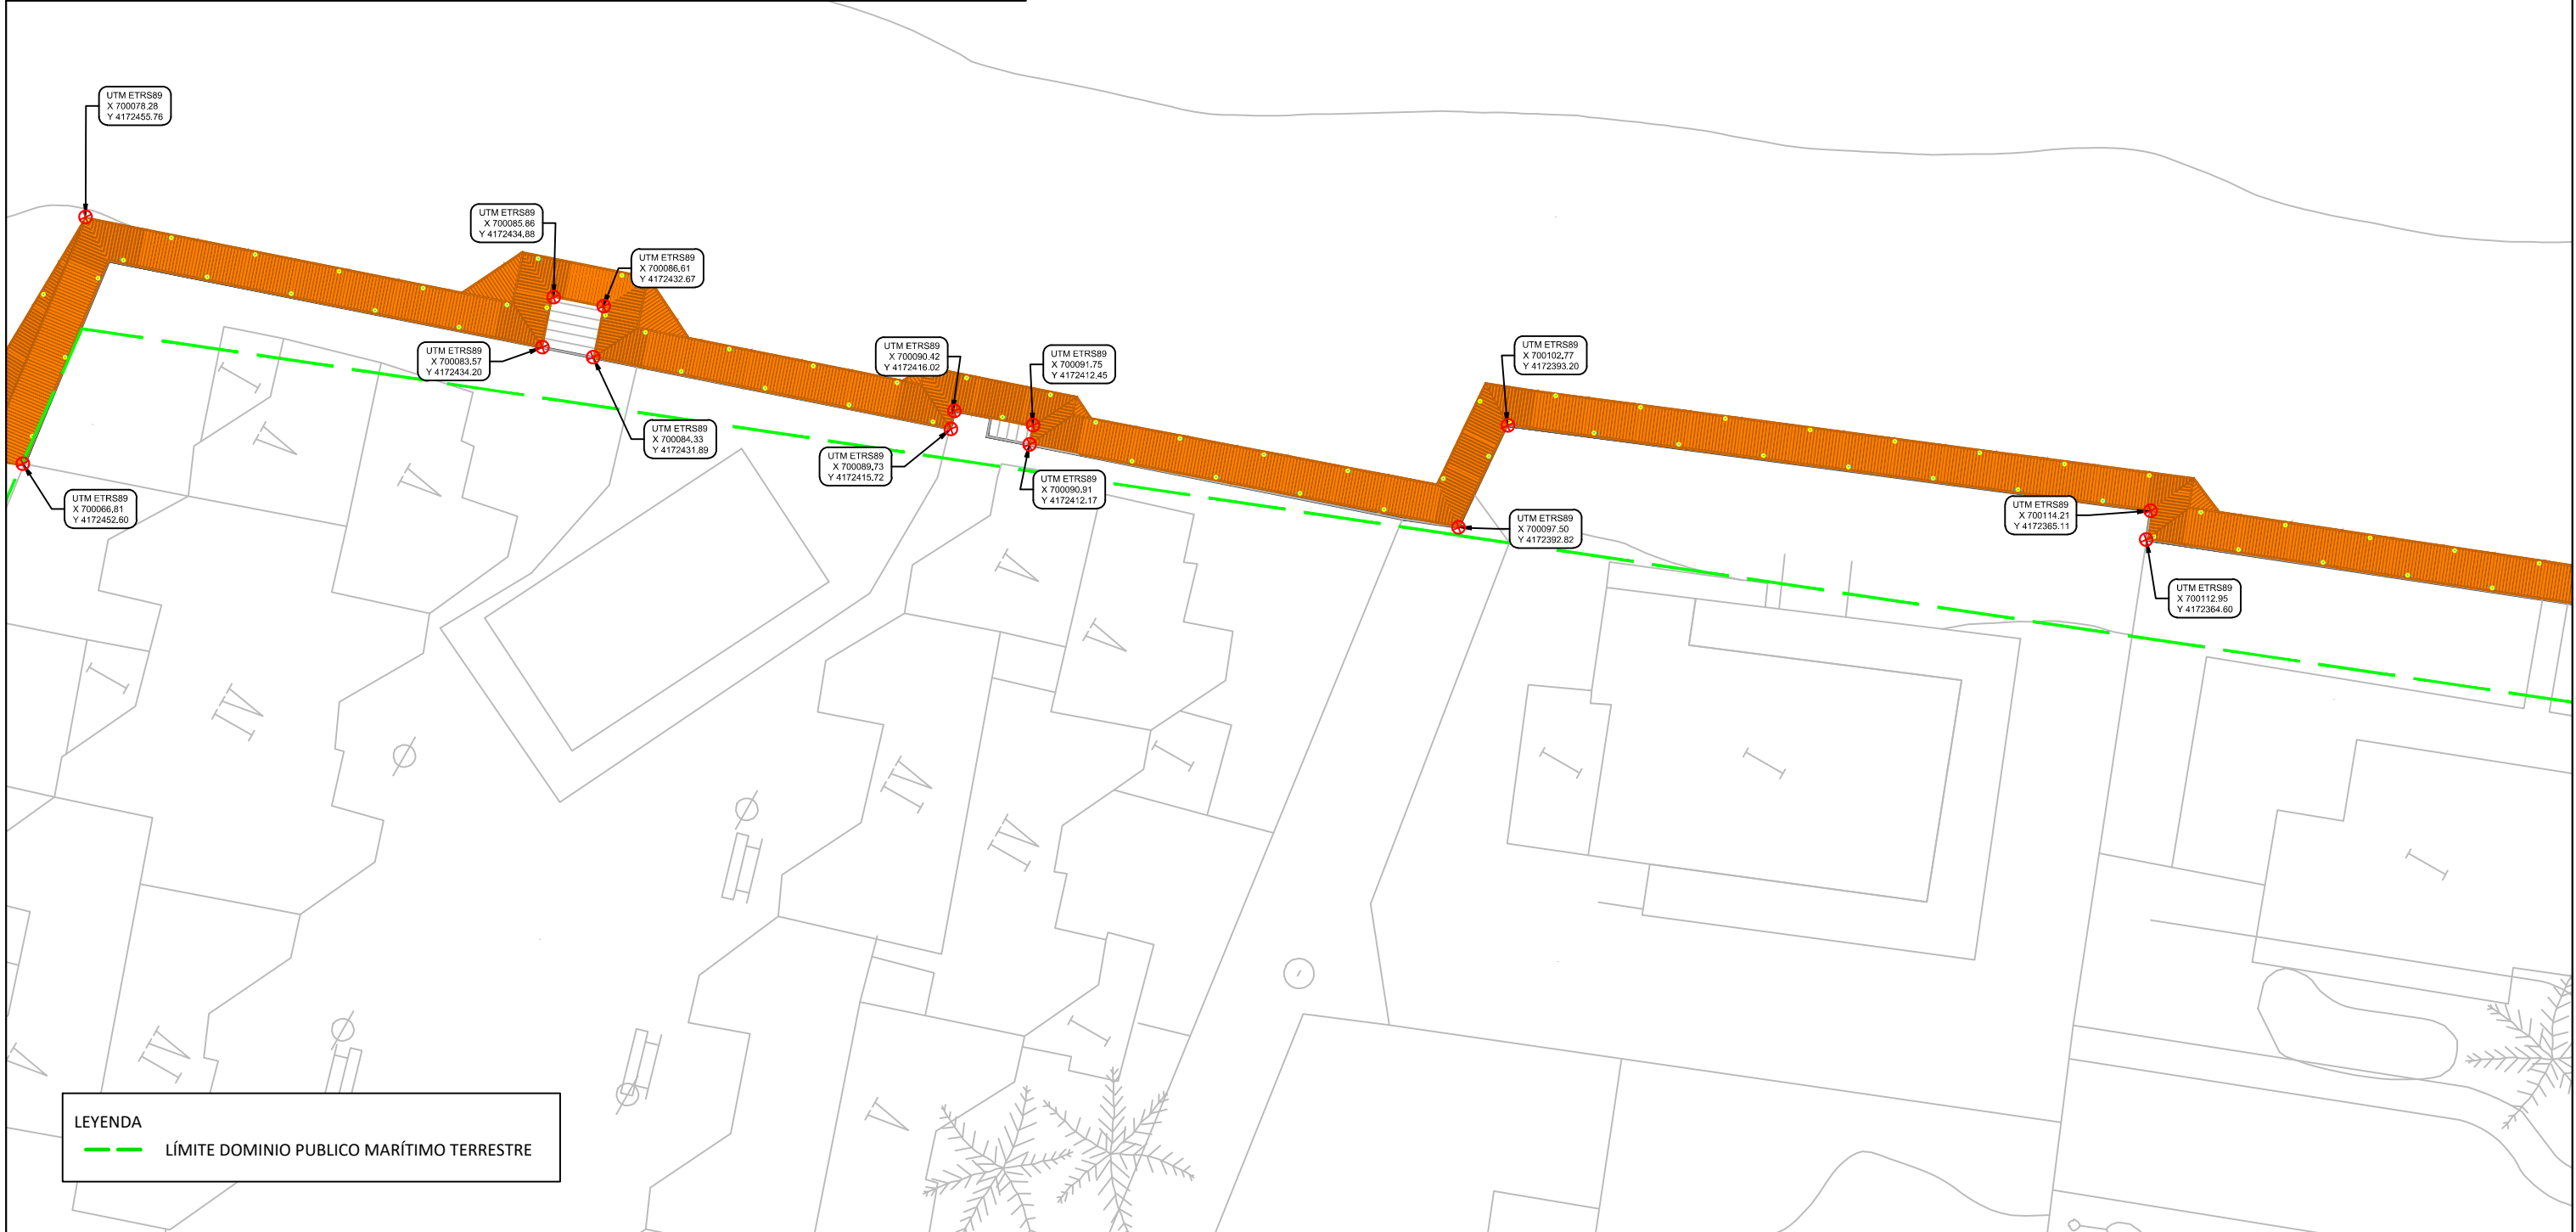 UTM ETRS89
X 700078.28
Y 4172455.76
UTM ETRS89
X 700085.86
Y 4172434.88
UTM ETRS89
X 700086.61
Y 4172432.67
UTM ETRS89
X 700083.57
Y 4172434.20
UTM ETRS89
X 700084.33
Y 4172431.89
UTM ETRS89
X 700090.42
Y 4172416.02
UTM ETRS89
X 700091.75
Y 4172412.45
UTM ETRS89
X 700089.73
Y 4172415.72
UTM ETRS89
X 700090.91
Y 4172412.17
UTM ETRS89
X 700102.77
Y 4172393.20
UTM ETRS89
X 700097.50
Y 4172392.82
UTM ETRS89
X 700114.21
Y 4172365.11
UTM ETRS89
X 700112.95
Y 4172364.60
UTM ETRS89
X 700066.81
Y 4172452.60
I
V
V
I
IV
V
V
I
IV
IV
I
I
I
IV
V
I
V
LEYENDA
LÍMITE DOMINIO PUBLICO MARÍTIMO TERRESTRE